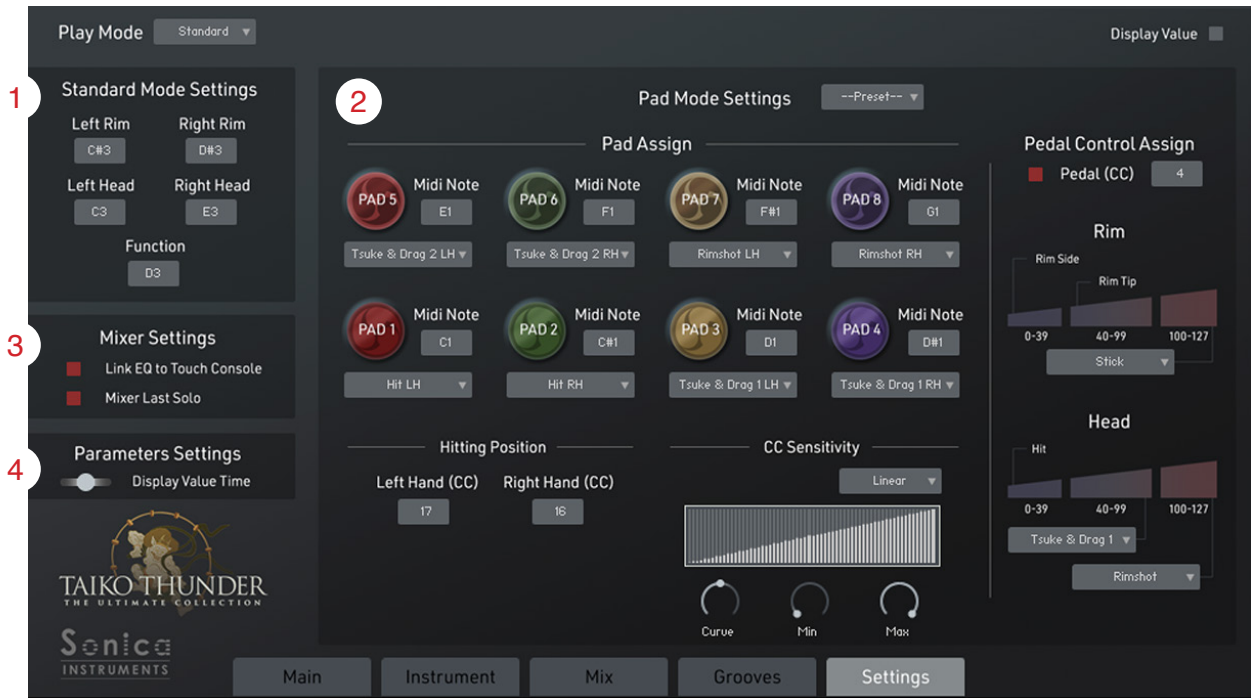 Play Mode Standard
Display Value
1
Standard Mode Settings
Left Rim Right Rim
C#3 D#3
Left Head Right Head
C3 E3
Function
D3
3
Mixer Settings
Link EQ to Touch Console
Mixer Last Solo
4
Parameters Settings
Display Value Time
TAIKO THUNDER
THE ULTIMATE COLLECTION
Sonica
INSTRUMENTS
2
Pad Mode Settings --Preset--
Pad Assign
PAD 5 Midi Note E1
PAD 6 Midi Note F1
PAD 7 Midi Note F#1
PAD 8 Midi Note G1
Tsuke & Drag 2 LH Tsuke & Drag 2 RH Rimshot LH Rimshot RH
PAD 1 Midi Note C1
PAD 2 Midi Note C#1
PAD 3 Midi Note D1
PAD 4 Midi Note D#1
Hit LH Hit RH Tsuke & Drag 1 LH Tsuke & Drag 1 RH
Hitting Position
Left Hand (CC) Right Hand (CC)
17 16
CC Sensitivity
Linear
Curve Min Max
Pedal Control Assign
Pedal (CC) 4
Rim
Rim Side
Rim Tip
0-39 40-99 100-127
Stick
Head
Hit
0-39 40-99 100-127
Tsuke & Drag 1
Rimshot
Main Instrument Mix Grooves Settings